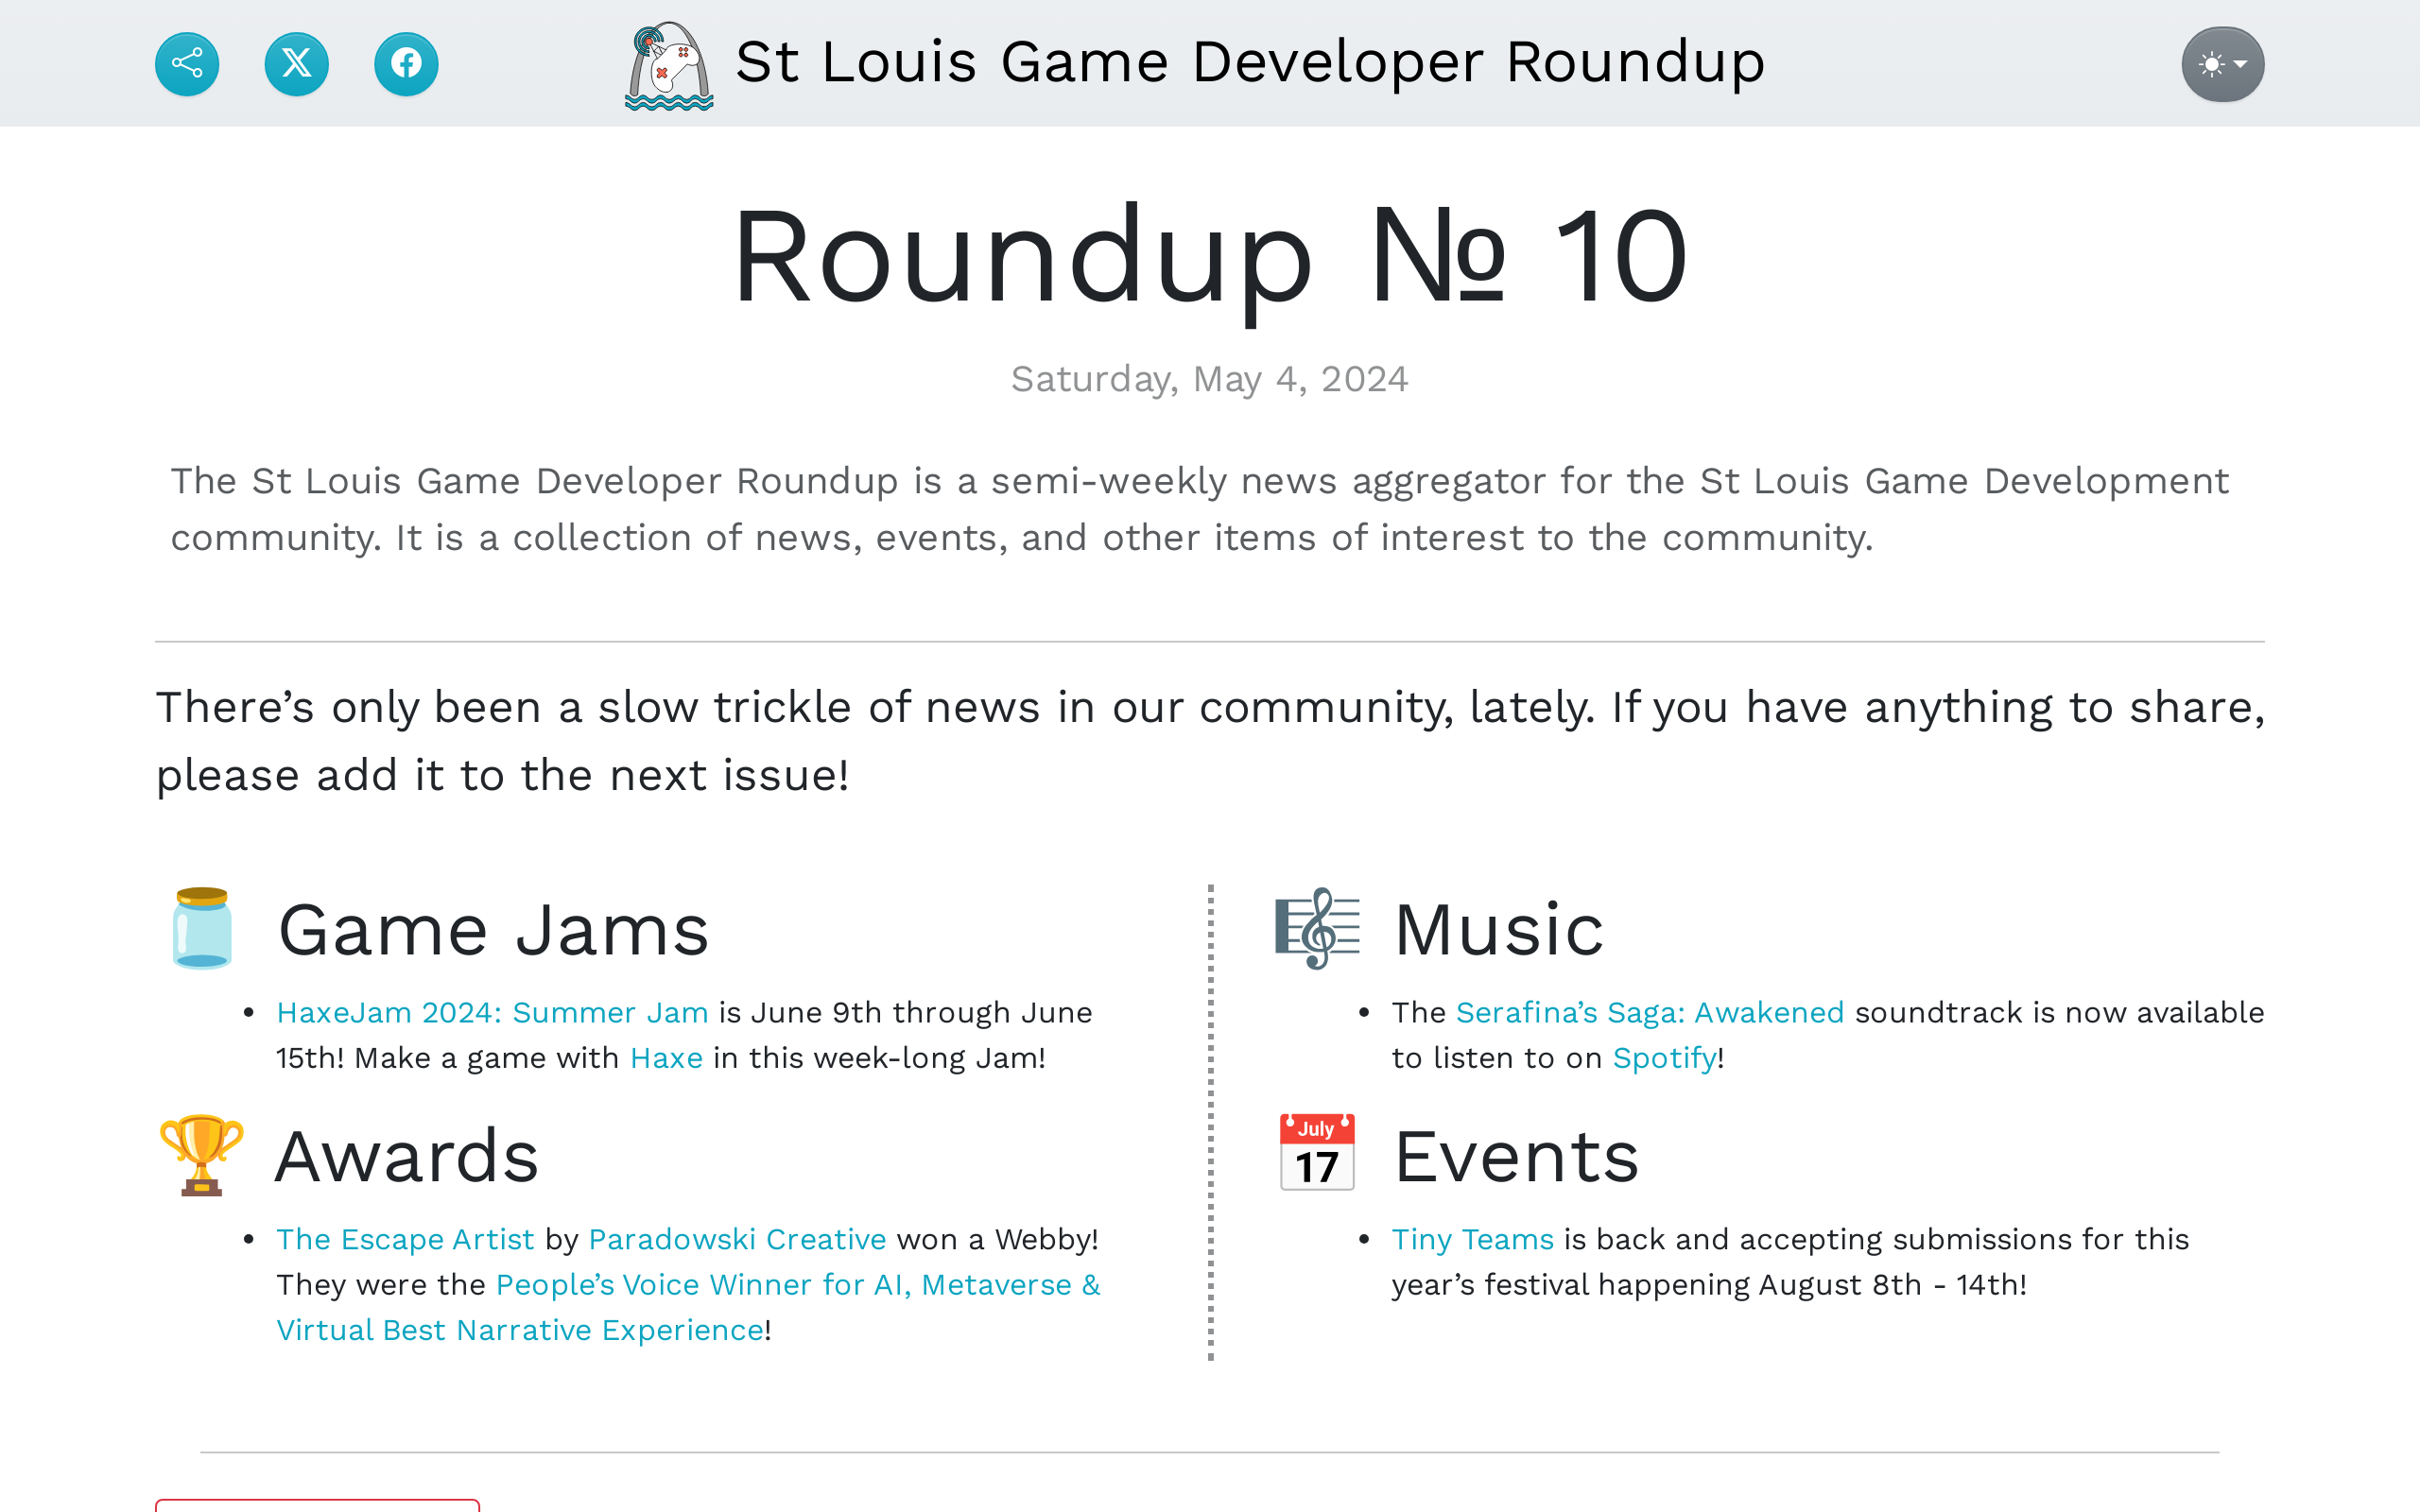 St Louis Game Developer Roundup
Roundup № 10
Saturday, May 4, 2024
The St Louis Game Developer Roundup is a semi-weekly news aggregator for the St Louis Game Development
community. It is a collection of news, events, and other items of interest to the community.
There’s only been a slow trickle of news in our community, lately. If you have anything to share,
please add it to the next issue!
Game Jams
HaxeJam 2024: Summer Jam is June 9th through June
15th! Make a game with Haxe in this week-long Jam!
Awards
The Escape Artist by Paradowski Creative won a Webby!
They were the People’s Voice Winner for AI, Metaverse &
Virtual Best Narrative Experience!
Music
The Serafina’s Saga: Awakened soundtrack is now available
to listen to on Spotify!
July
17
Events
Tiny Teams is back and accepting submissions for this
year’s festival happening August 8th - 14th!